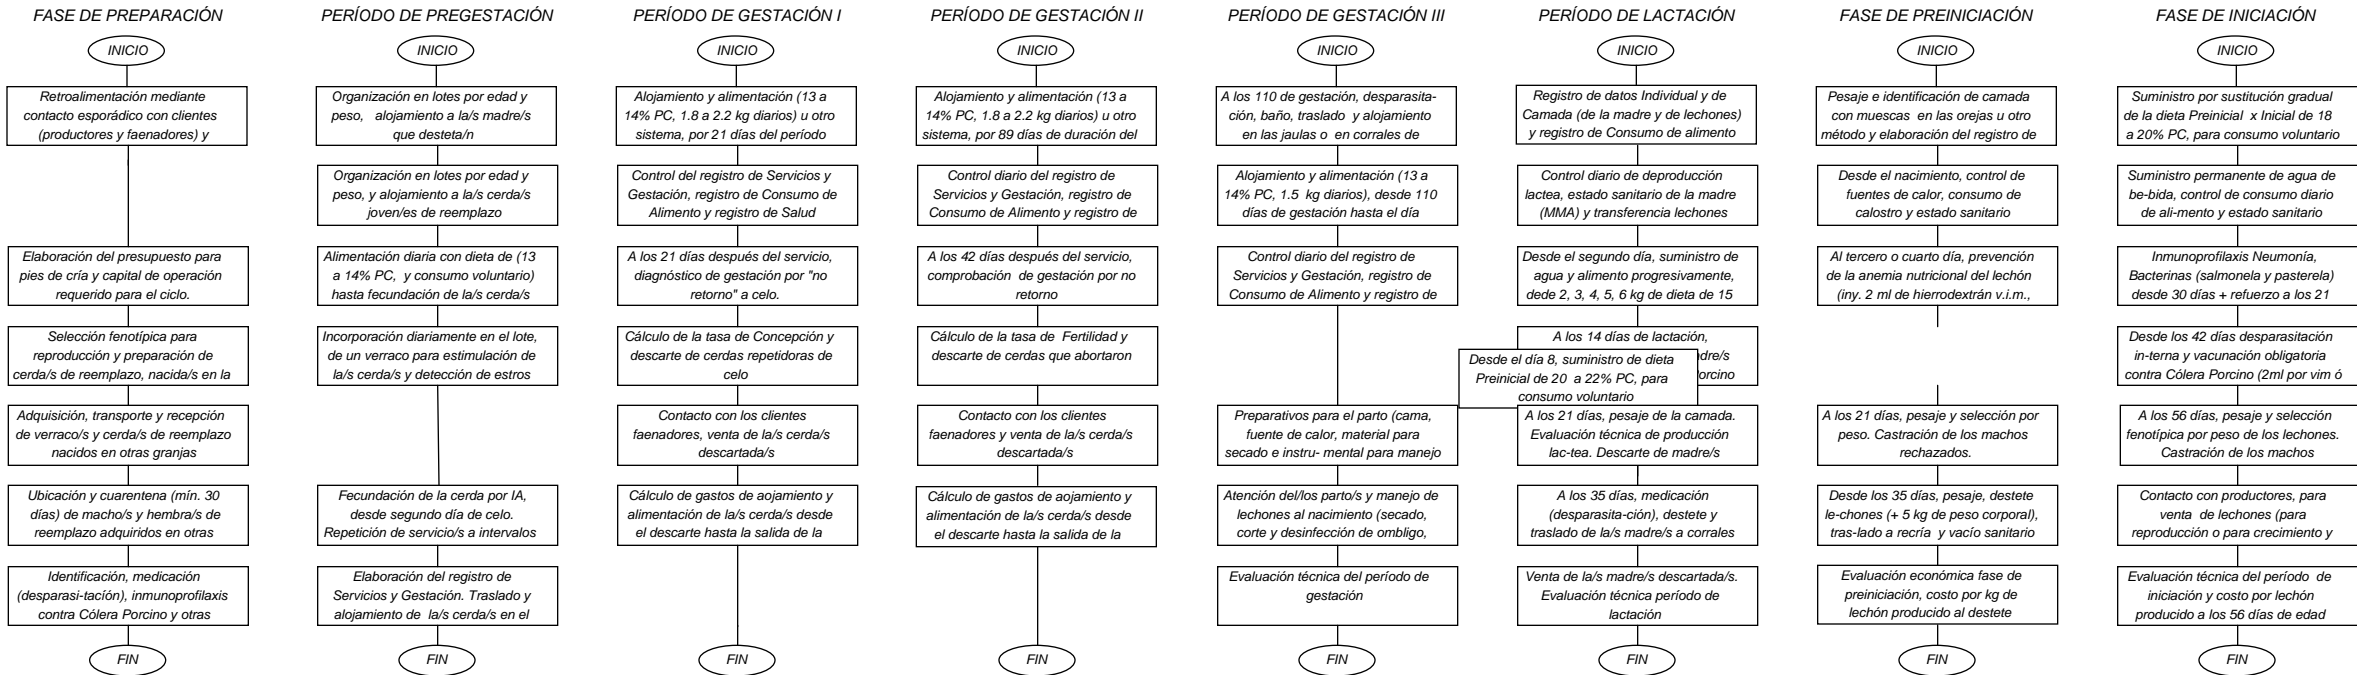 FASE DE PREPARACIÓN
INICIO
Retroalimentación mediante
contacto esporádico con clientes
(productores y faenadores) y
Elaboración del presupuesto para
pies de cría y capital de operación
requerido para el ciclo.
Selección fenotípica para
reproducción y preparación de
cerda/s de reemplazo, nacida/s en la
Adquisición, transporte y recepción
de verraco/s y cerda/s de reemplazo
nacidos en otras granjas
Ubicación y cuarentena (mín. 30
días) de macho/s y hembra/s de
reemplazo adquiridos en otras
Identificación, medicación
(desparasi-tacíón), inmunoprofilaxis
contra Cólera Porcino y otras
FIN
PERÍODO DE PREGESTACIÓN
INICIO
Organización en lotes por edad y
peso, alojamiento a la/s madre/s
que desteta/n
Organización en lotes por edad y
peso, y alojamiento a la/s cerda/s
joven/es de reemplazo
Alimentación diaria con dieta de (13
a 14% PC, y consumo voluntario)
hasta fecundación de la/s cerda/s
Incorporación diariamente en el lote,
de un verraco para estimulación de
la/s cerda/s y detección de estros
Fecundación de la cerda por IA,
desde segundo día de celo.
Repetición de servicio/s a intervalos
Elaboración del registro de
Servicios y Gestación. Traslado y
alojamiento de la/s cerda/s en el
FIN
PERÍODO DE GESTACIÓN I
INICIO
Alojamiento y alimentación (13 a
14% PC, 1.8 a 2.2 kg diarios) u otro
sistema, por 21 días del período
Control del registro de Servicios y
Gestación, registro de Consumo de
Alimento y registro de Salud
A los 21 días después del servicio,
diagnóstico de gestación por "no
retorno" a celo.
Cálculo de la tasa de Concepción y
descarte de cerdas repetidoras de
celo
Contacto con los clientes
faenadores, venta de la/s cerda/s
descartada/s
Cálculo de gastos de aojamiento y
alimentación de la/s cerda/s desde
el descarte hasta la salida de la
FIN
PERÍODO DE GESTACIÓN II
INICIO
Alojamiento y alimentación (13 a
14% PC, 1.8 a 2.2 kg diarios) u otro
sistema, por 89 días de duración del
Control diario del registro de
Servicios y Gestación, registro de
Consumo de Alimento y registro de
A los 42 días después del servicio,
comprobación de gestación por no
retorno
Cálculo de la tasa de Fertilidad y
descarte de cerdas que abortaron
Contacto con los clientes
faenadores y venta de la/s cerda/s
descartada/s
Cálculo de gastos de aojamiento y
alimentación de la/s cerda/s desde
el descarte hasta la salida de la
FIN
PERÍODO DE GESTACIÓN III
INICIO
A los 110 de gestación, desparasita-
ción, baño, traslado y alojamiento
en las jaulas o en corrales de
Alojamiento y alimentación (13 a
14% PC, 1.5 kg diarios), desde 110
días de gestación hasta el día
Control diario del registro de
Servicios y Gestación, registro de
Consumo de Alimento y registro de
Preparativos para el parto (cama,
fuente de calor, material para
secado e instru- mental para manejo
Atención del/los parto/s y manejo de
lechones al nacimiento (secado,
corte y desinfección de ombligo,
Evaluación técnica del período de
gestación
FIN
PERÍODO DE LACTACIÓN
INICIO
Registro de datos Individual y de
Camada (de la madre y de lechones)
y registro de Consumo de alimento
Control diario de deproducción
lactea, estado sanitario de la madre
(MMA) y transferencia lechones
Desde el segundo día, suministro de
agua y alimento progresivamente,
dede 2, 3, 4, 5, 6 kg de dieta de 15
A los 14 días de lactación,
Desde el día 8, suministro de dieta
Preinicial de 20 a 22% PC, para
consumo voluntario
A los 21 días, pesaje de la camada.
Evaluación técnica de producción
lac-tea. Descarte de madre/s
A los 35 días, medicación
(desparasita-ción), destete y
traslado de la/s madre/s a corrales
Venta de la/s madre/s descartada/s.
Evaluación técnica período de
lactación
FIN
FASE DE PREINICIACIÓN
INICIO
Pesaje e identificación de camada
con muescas en las orejas u otro
método y elaboración del registro de
Desde el nacimiento, control de
fuentes de calor, consumo de
calostro y estado sanitario
Al tercero o cuarto día, prevención
de la anemia nutricional del lechón
(iny. 2 ml de hierrodextrán v.i.m.,
A los 21 días, pesaje y selección por
peso. Castración de los machos
rechazados.
Desde los 35 días, pesaje, destete
le-chones (+ 5 kg de peso corporal),
tras-lado a recría y vacío sanitario
Evaluación económica fase de
preiniciación, costo por kg de
lechón producido al destete
FIN
FASE DE INICIACIÓN
INICIO
Suministro por sustitución gradual
de la dieta Preinicial x Inicial de 18
a 20% PC, para consumo voluntario
Suministro permanente de agua de
be-bida, control de consumo diario
de ali-mento y estado sanitario
Inmunoprofilaxis Neumonía,
Bacterinas (salmonela y pasterela)
desde 30 días + refuerzo a los 21
Desde los 42 días desparasitación
in-terna y vacunación obligatoria
contra Cólera Porcino (2ml por vim ó
A los 56 días, pesaje y selección
fenotípica por peso de los lechones.
Castración de los machos
Contacto con productores, para
venta de lechones (para
reproducción o para crecimiento y
Evaluación técnica del período de
iniciación y costo por lechón
producido a los 56 días de edad
FIN